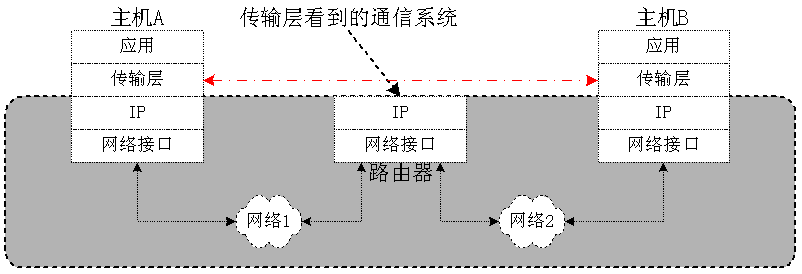 主机A 传输层看到的通信系统 主机B
应用 应用
传输层 传输层
IP IP IP
网络接口 网络接口 网络接口
路由器
网络1 网络2